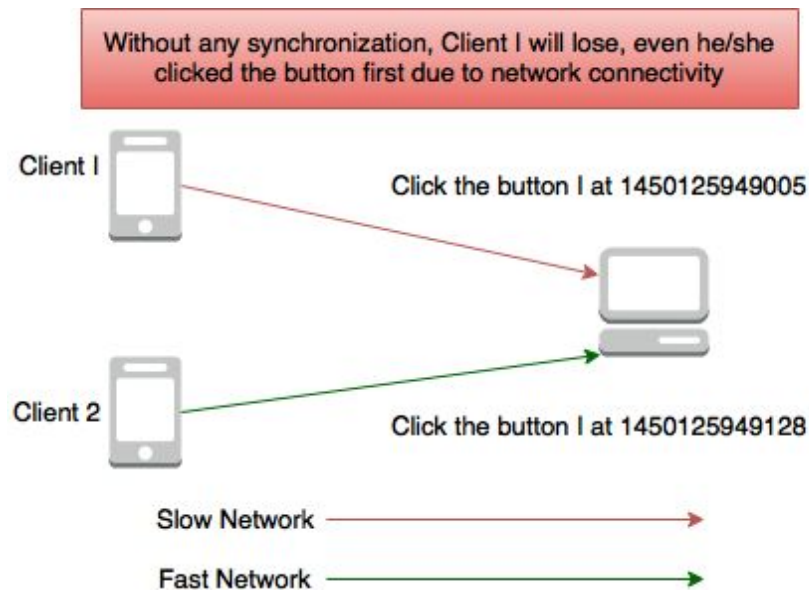 Without any synchronization, Client I will lose, even he/she
clicked the button first due to network connectivity
Client I
Click the button I at 1450125949005
Client 2
Click the button I at 1450125949128
Slow Network
Fast Network